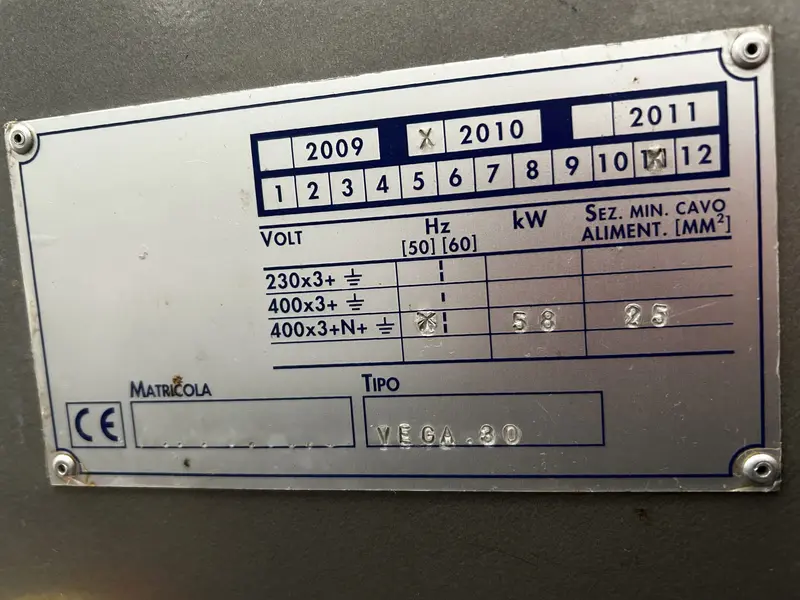 2009 X 2010 2011
1 2 3 4 5 6 7 8 9 10 X 12
VOLT Hz [50] [60] kW SEZ. MIN. CAVO ALIMENT. [MM²]
230x3+ ⏚
400x3+ ⏚
400x3+N+ ⏚ X 58 25
MATRICOLA TIPO
CE VEGA.80